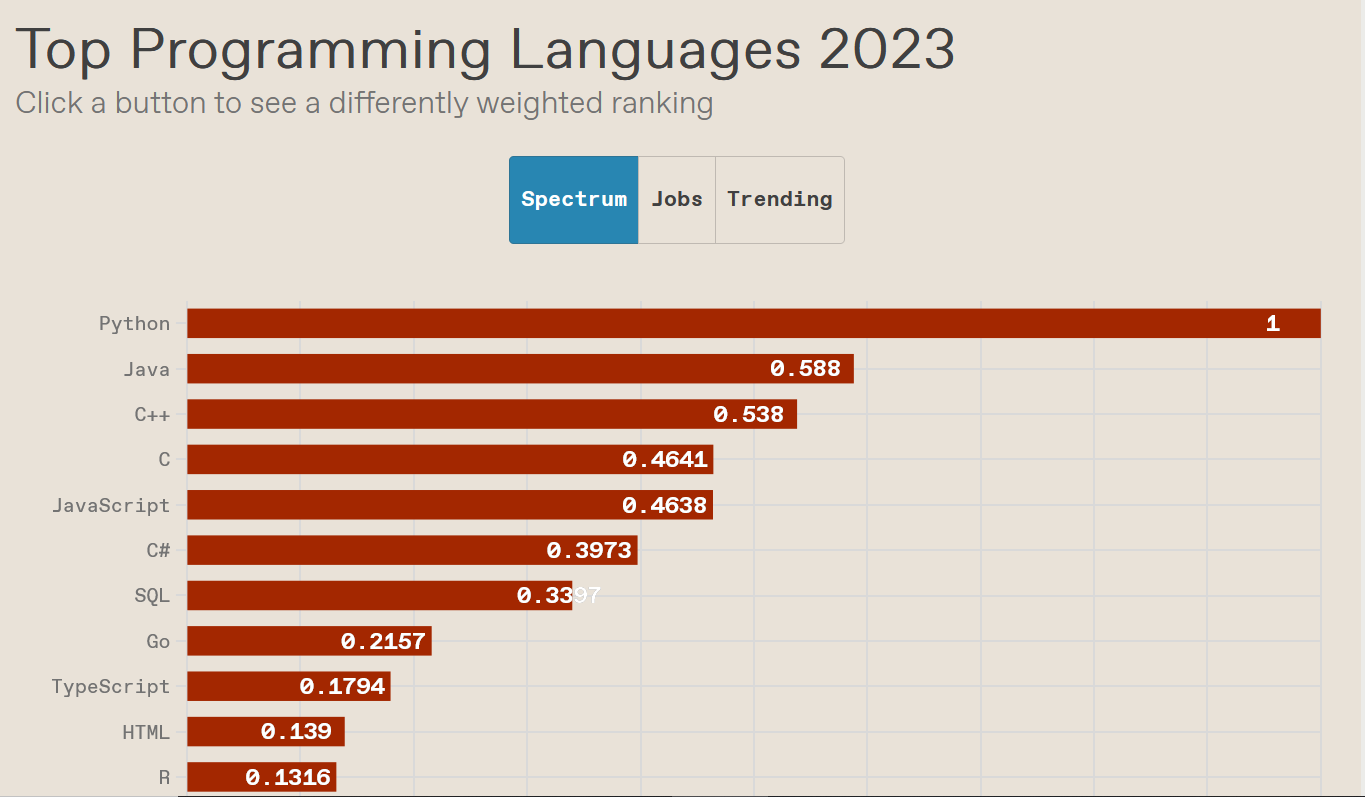 Top Programming Languages 2023
Click a button to see a differently weighted ranking
Spectrum Jobs Trending
Python 1
Java 0.588
C++ 0.538
C 0.4641
JavaScript 0.4638
C# 0.3973
SQL 0.3397
Go 0.2157
TypeScript 0.1794
HTML 0.139
R 0.1316